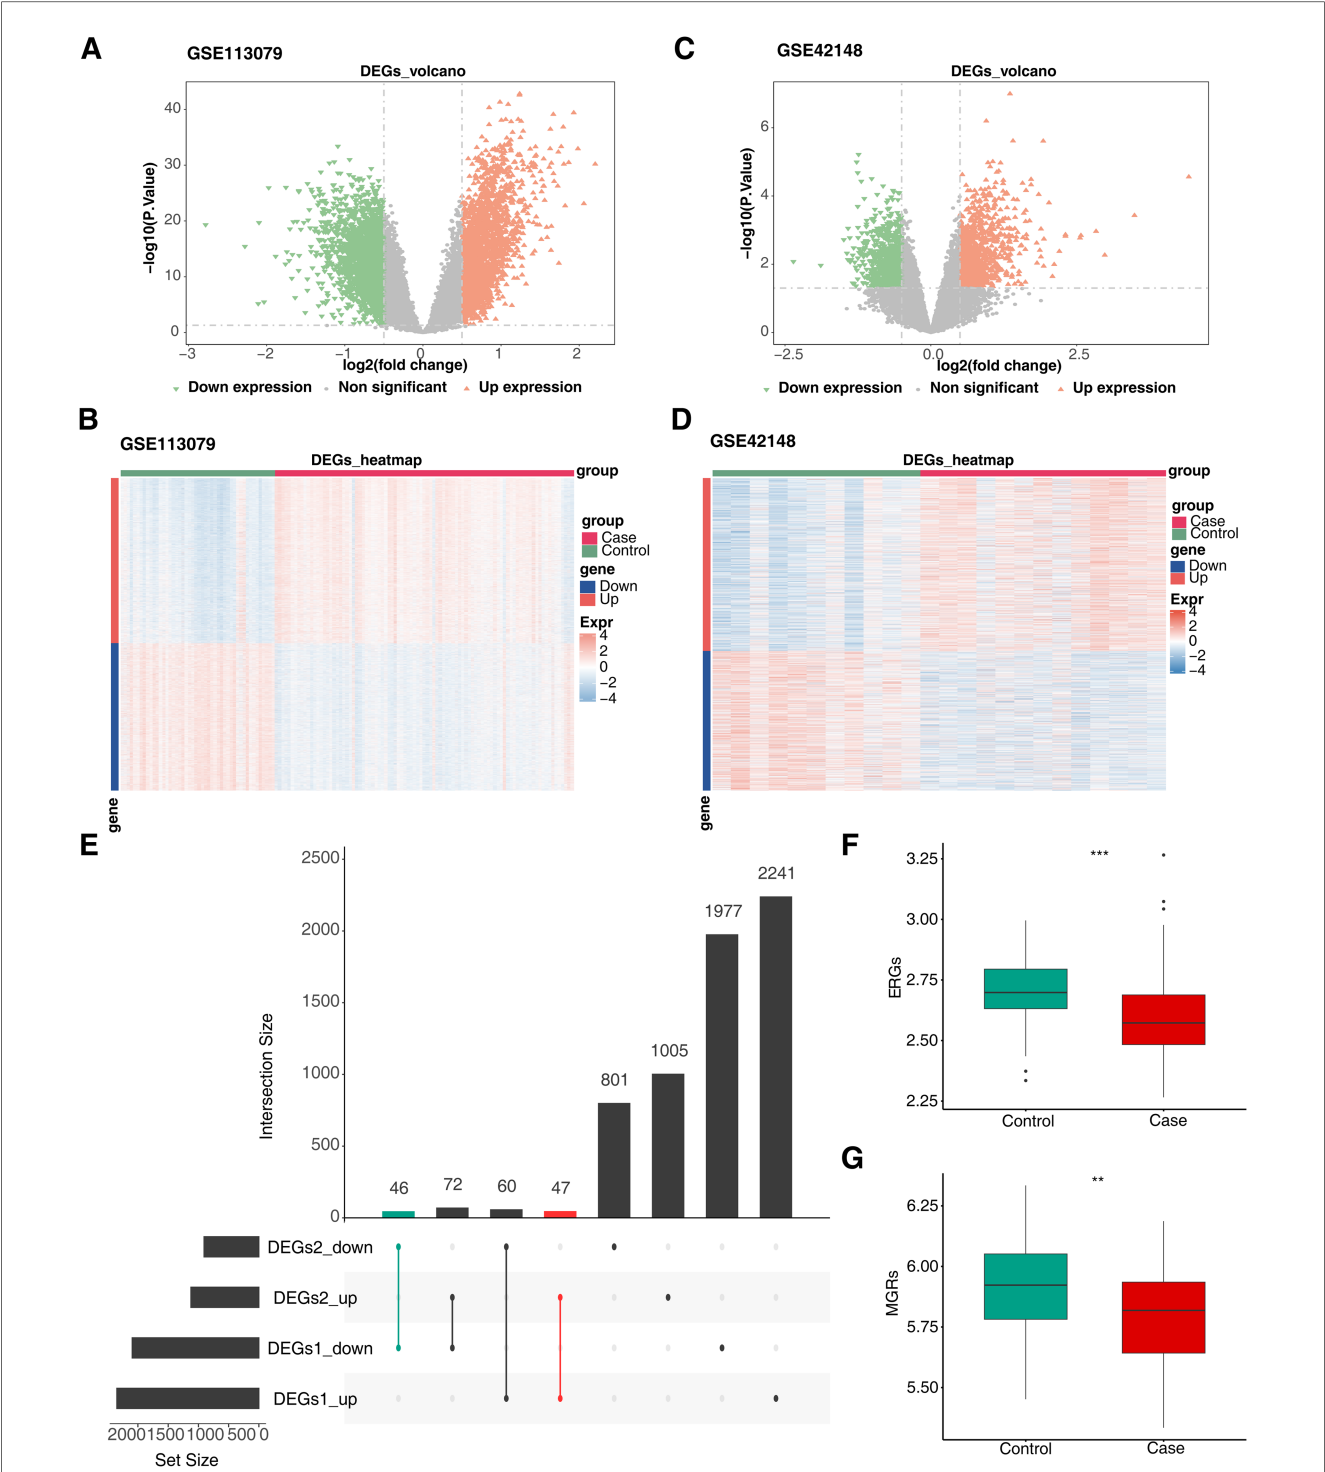 A
GSE113079
DEGs_volcano
−log10(P.Value)
40
30
20
10
0
−3
−2
−1
0
1
2
log2(fold change)
Down expression
Non significant
Up expression
C
GSE42148
DEGs_volcano
−log10(P.Value)
6
4
2
0
−2.5
0.0
2.5
log2(fold change)
Down expression
Non significant
Up expression
B
GSE113079
DEGs_heatmap
group
group
Case
Control
gene
Down
Up
Expr
4
2
0
−2
−4
gene
D
GSE42148
DEGs_heatmap
group
group
Case
Control
gene
Down
Up
Expr
4
2
0
−2
−4
gene
E
Intersection Size
2500
2000
1500
1000
500
0
46
72
60
47
801
1005
1977
2241
DEGs2_down
DEGs2_up
DEGs1_down
DEGs1_up
2000
1500
1000
500
0
Set Size
F
ERGs
3.25
3.00
2.75
2.50
2.25
***
Control
Case
G
MGRs
6.25
6.00
5.75
5.50
**
Control
Case